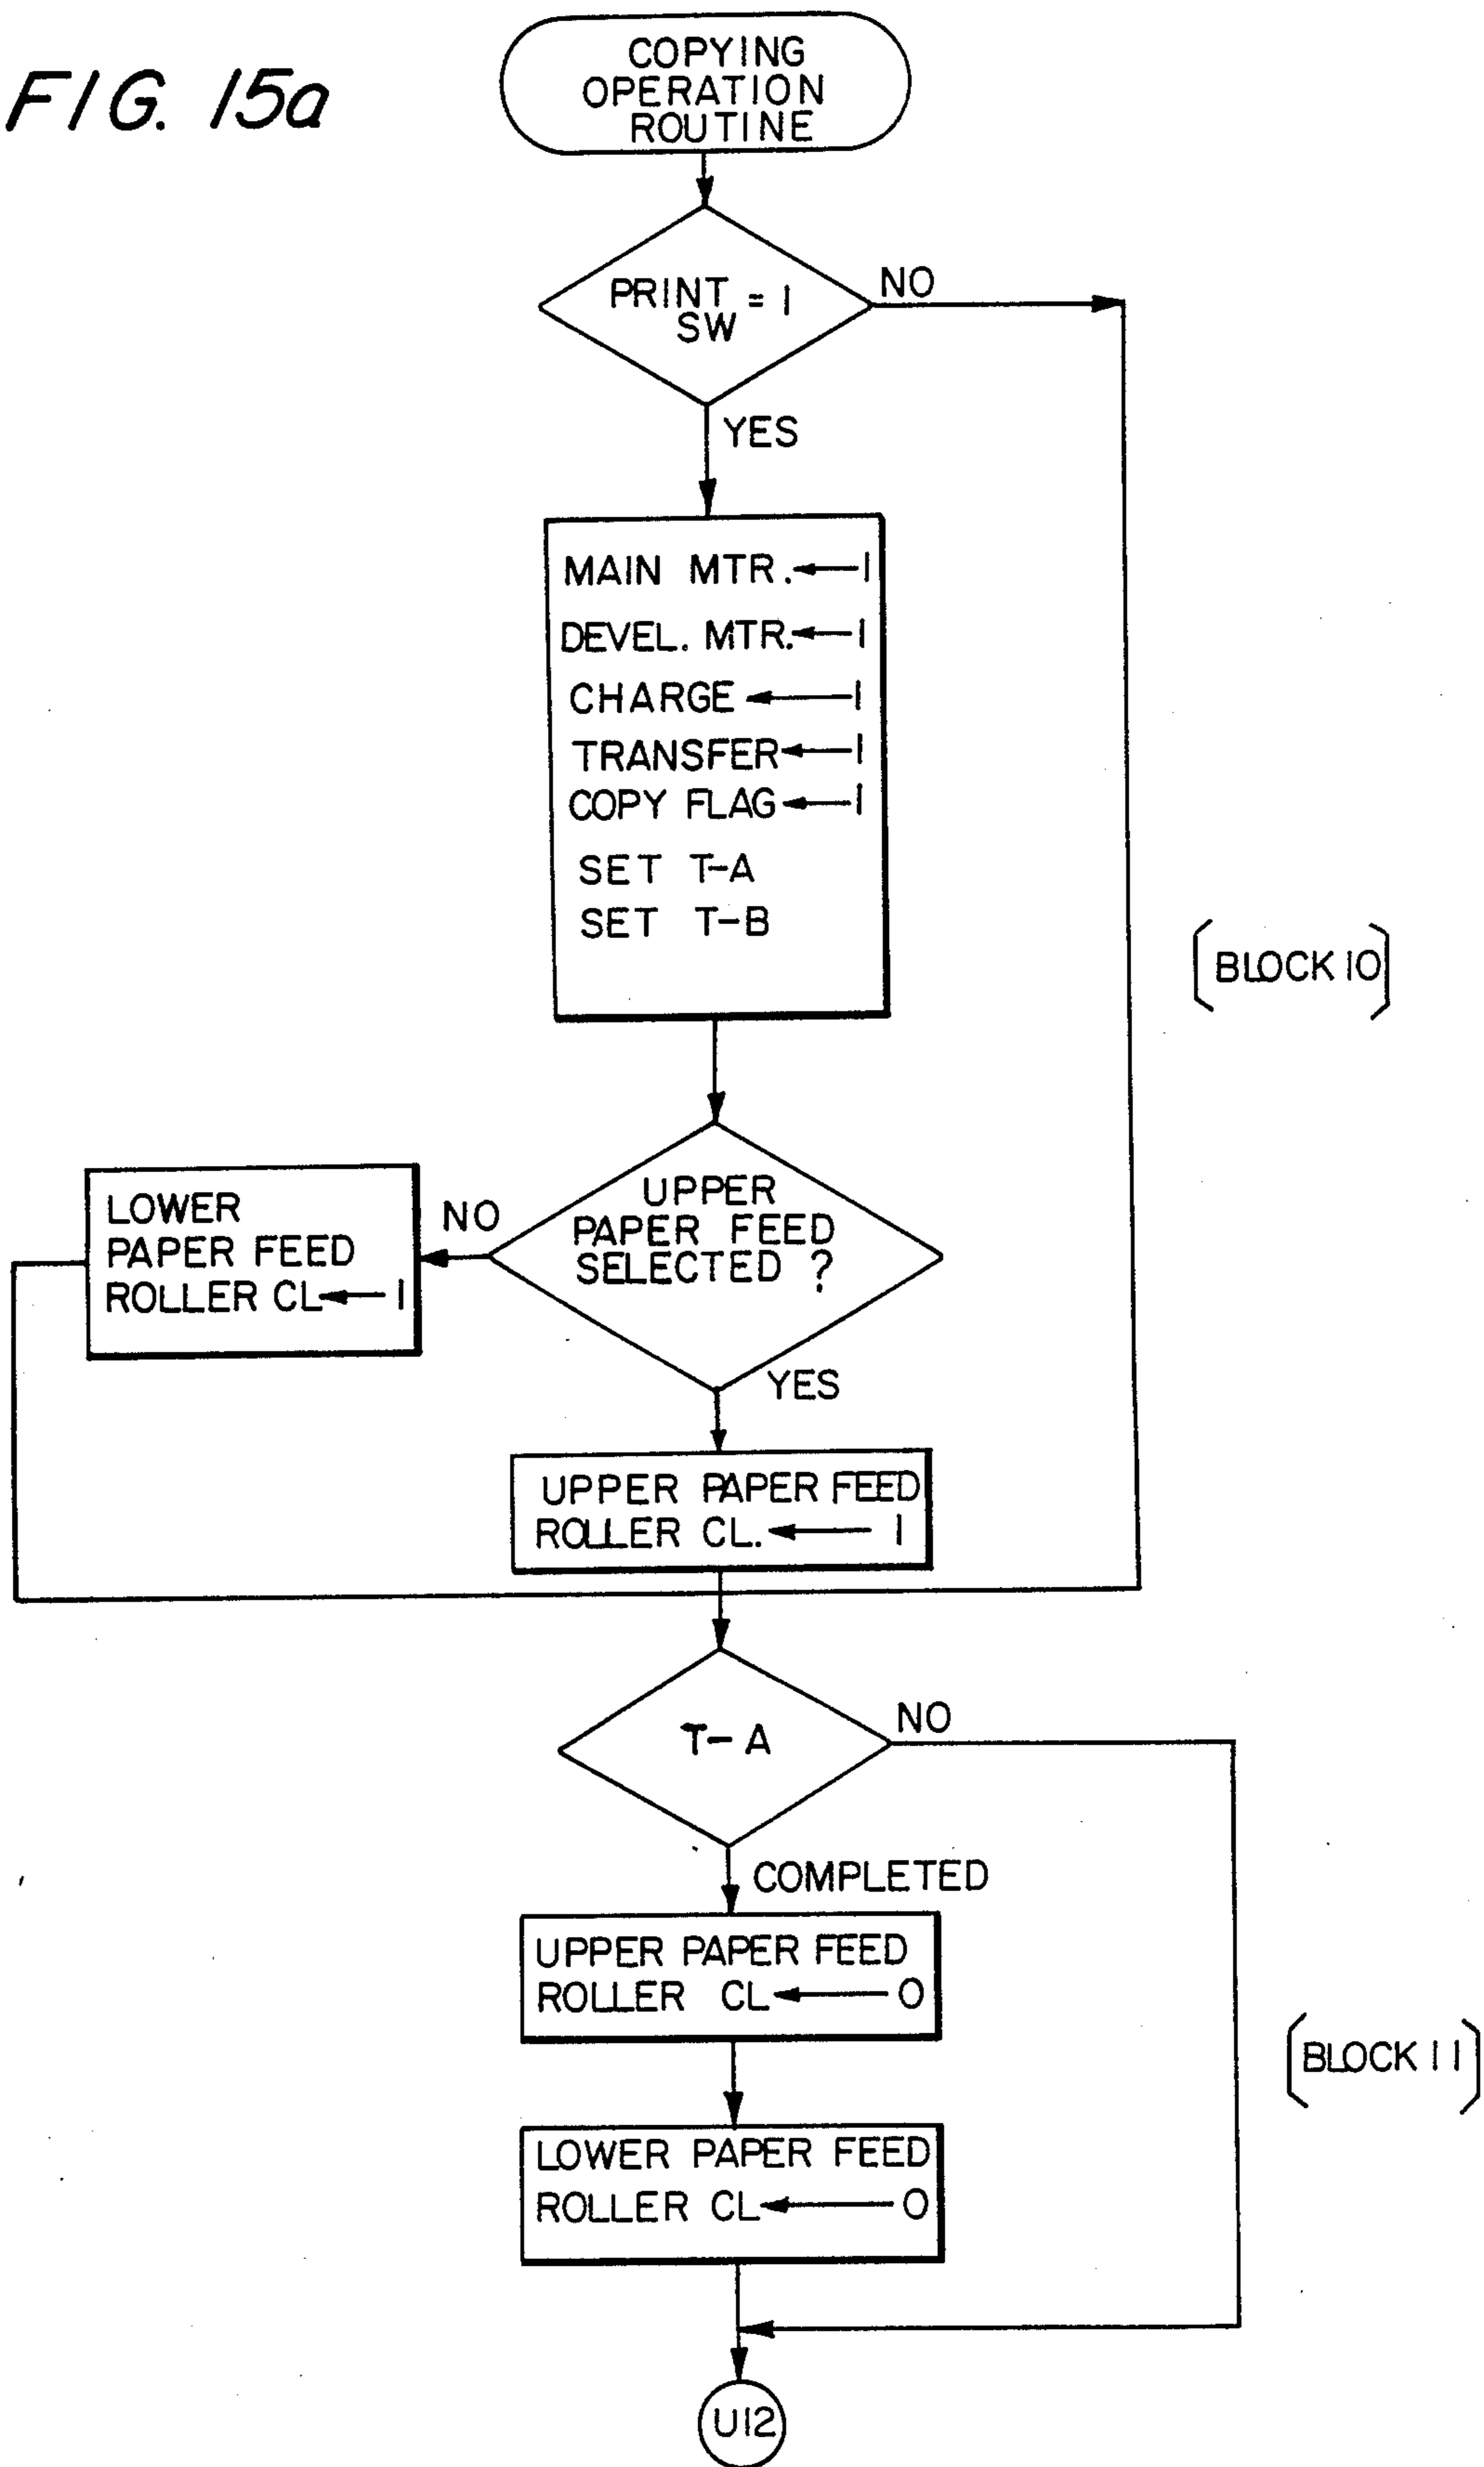 FIG. 15a
COPYING
OPERATION
ROUTINE
PRINT = 1
SW
NO
YES
MAIN MTR. ← 1
DEVEL. MTR. ← 1
CHARGE ← 1
TRANSFER ← 1
COPY FLAG ← 1
SET T-A
SET T-B
[BLOCK 10]
UPPER
PAPER FEED
SELECTED ?
NO
LOWER
PAPER FEED
ROLLER CL ← 1
YES
UPPER PAPER FEED
ROLLER CL. ← 1
T-A
NO
COMPLETED
UPPER PAPER FEED
ROLLER CL ← 0
[BLOCK 11]
LOWER PAPER FEED
ROLLER CL ← 0
U12